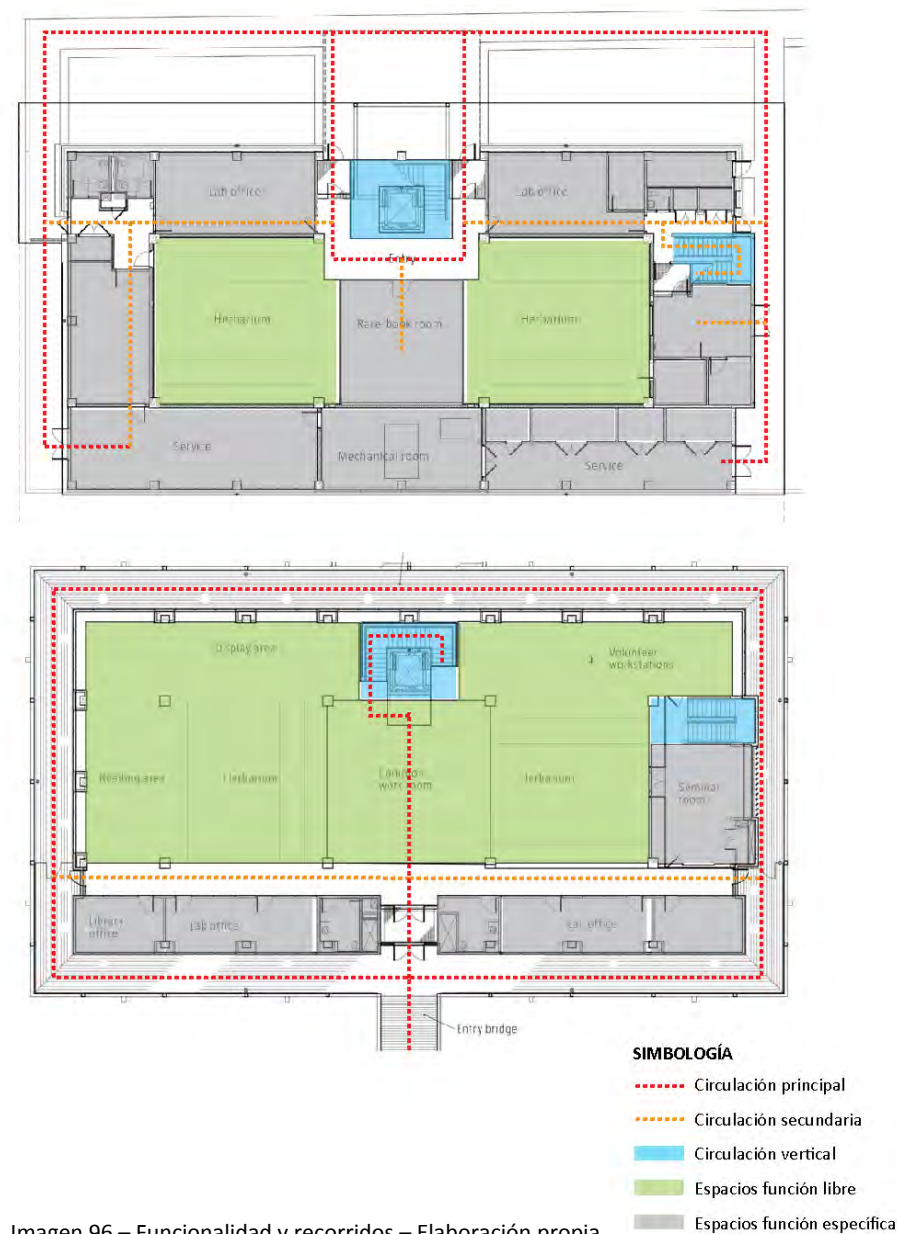 Lab office
Lab office
Entry
Herbarium
Rare book room
Herbarium
Service
Mechanical room
Service
Display area
Volunteer
workstations
Reading area
Herbarium
Common
work room
Herbarium
Seminar
room
Library
office
Lab office
Lab office
Entry bridge
SIMBOLOGÍA
Circulación principal
Circulación secundaria
Circulación vertical
Espacios función libre
Espacios función específica
Imagen 96 – Funcionalidad y recorridos – Elaboración propia